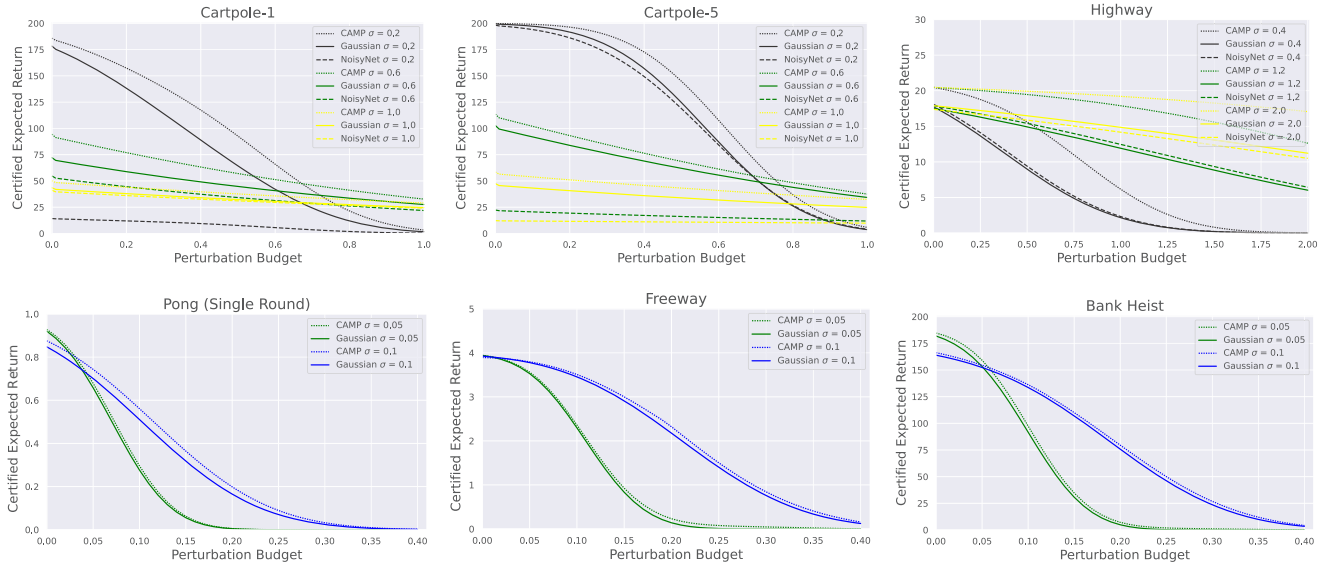 Cartpole-1
200
175
150
125
100
75
50
25
0
0.0
0.2
0.4
0.6
0.8
1.0
Certified Expected Return
Perturbation Budget
CAMP σ = 0,2
Gaussian σ = 0,2
NoisyNet σ = 0,2
CAMP σ = 0,6
Gaussian σ = 0,6
NoisyNet σ = 0,6
CAMP σ = 1,0
Gaussian σ = 1,0
NoisyNet σ = 1,0
Cartpole-5
200
175
150
125
100
75
50
25
0
0.0
0.2
0.4
0.6
0.8
1.0
Certified Expected Return
Perturbation Budget
CAMP σ = 0,2
Gaussian σ = 0,2
NoisyNet σ = 0,2
CAMP σ = 0,6
Gaussian σ = 0,6
NoisyNet σ = 0,6
CAMP σ = 1,0
Gaussian σ = 1,0
NoisyNet σ = 1,0
Highway
30
25
20
15
10
5
0
0.00
0.25
0.50
0.75
1.00
1.25
1.50
1.75
2.00
Certified Expected Return
Perturbation Budget
CAMP σ = 0.4
Gaussian σ = 0.4
NoisyNet σ = 0.4
CAMP σ = 1,2
Gaussian σ = 1,2
NoisyNet σ = 1,2
CAMP σ = 2.0
Gaussian σ = 2.0
NoisyNet σ = 2.0
Pong (Single Round)
1,0
0.8
0.6
0.4
0.2
0,0
0,00
0,05
0,10
0,15
0,20
0,25
0,30
0,35
0,40
Certified Expected Return
Perturbation Budget
CAMP σ = 0,05
Gaussian σ = 0,05
CAMP σ = 0.1
Gaussian σ = 0.1
Freeway
5
4
3
2
1
0
0,00
0,05
0,10
0,15
0,20
0,25
0,30
0,35
0,40
Certified Expected Return
Perturbation Budget
CAMP σ = 0.05
Gaussian σ = 0.05
CAMP σ = 0.1
Gaussian σ = 0.1
Bank Heist
200
175
150
125
100
75
50
25
0
0,00
0,05
0,10
0,15
0,20
0,25
0,30
0,35
0,40
Certified Expected Return
Perturbation Budget
CAMP σ = 0.05
Gaussian σ = 0.05
CAMP σ = 0.1
Gaussian σ = 0.1